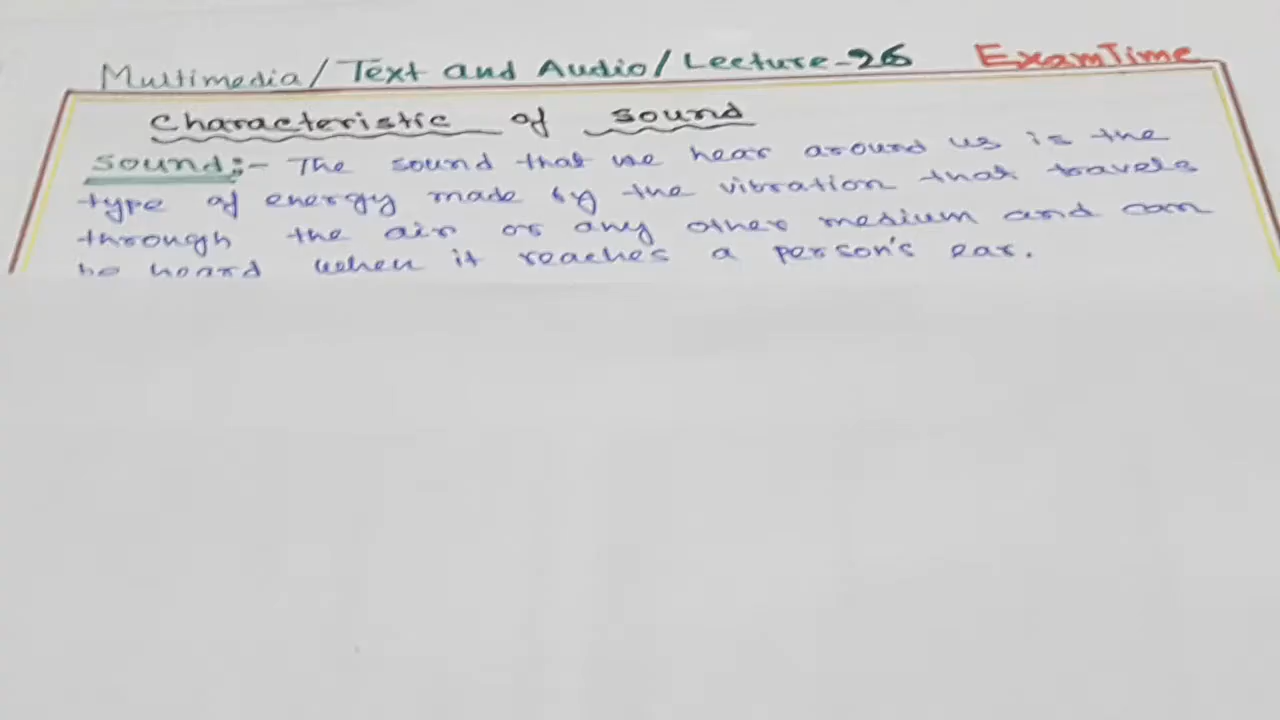 Multimedia/Text and Audio/Lecture-26 ExamTime
Characteristic of sound
Sound:- The sound that we hear around us is the
type of energy made by the vibration that travels
through the air or any other medium and can
be heard when it reaches a person's ear.